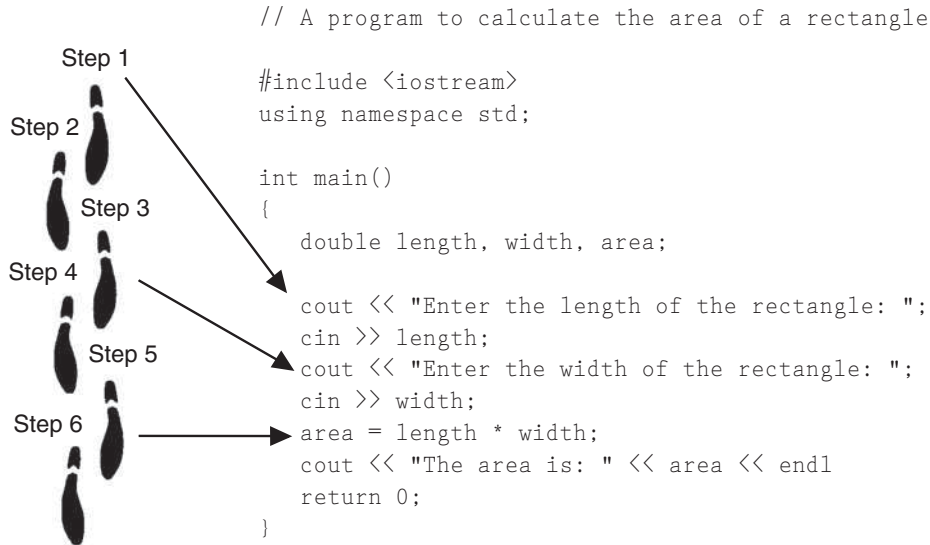 // A program to calculate the area of a rectangle
Step 1
#include <iostream>
using namespace std;
Step 2
int main()
Step 3
{
double length, width, area;
Step 4
cout << "Enter the length of the rectangle: ";
cin >> length;
Step 5
cout << "Enter the width of the rectangle: ";
cin >> width;
Step 6
area = length * width;
cout << "The area is: " << area << endl
return 0;
}